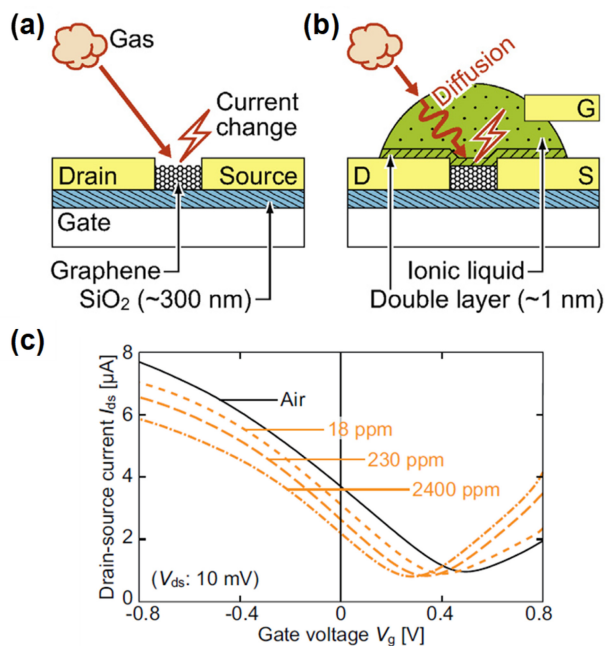 (a)
Gas
Current
change
Drain
Source
Gate
Graphene
SiO2 (~300 nm)
(b)
Diffusion
G
D
S
Ionic liquid
Double layer (~1 nm)
(c)
Drain-source current Ids [μA]
8
6
4
2
0
Air
18 ppm
230 ppm
2400 ppm
(Vds: 10 mV)
-0.8
-0.4
0
0.4
0.8
Gate voltage Vg [V]